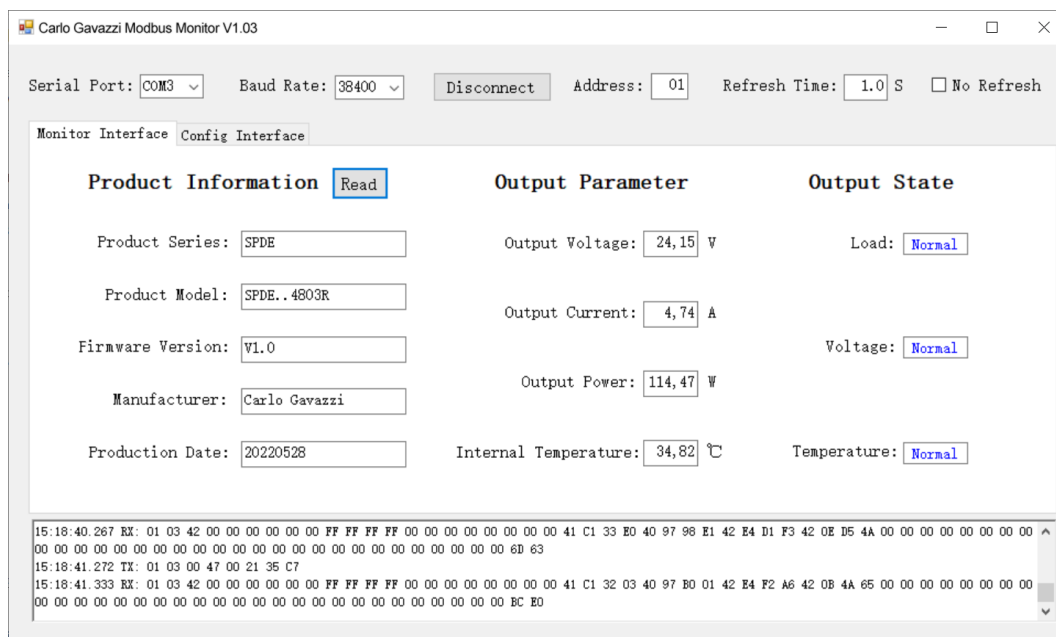 Carlo Gavazzi Modbus Monitor V1.03
Serial Port: COM3 Baud Rate: 38400 Disconnect Address: 01 Refresh Time: 1.0 S No Refresh
Monitor Interface Config Interface
Product Information Read Output Parameter Output State
Product Series: SPDE Output Voltage: 24,15 V Load: Normal
Product Model: SPDE..4803R Output Current: 4,74 A
Firmware Version: V1.0 Voltage: Normal
Output Power: 114,47 W
Manufacturer: Carlo Gavazzi
Production Date: 20220528 Internal Temperature: 34,82 ℃ Temperature: Normal
15:18:40.267 RX: 01 03 42 00 00 00 00 00 00 FF FF FF FF 00 00 00 00 00 00 00 00 41 C1 33 E0 40 97 98 E1 42 E4 D1 F3 42 0E D5 4A 00 00 00 00 00 00 00 00
00 00 00 00 00 00 00 00 00 00 00 00 00 00 00 00 00 00 00 00 00 00 00 00 6D 63
15:18:41.272 TX: 01 03 00 47 00 21 35 C7
15:18:41.333 RX: 01 03 42 00 00 00 00 00 00 FF FF FF FF 00 00 00 00 00 00 00 00 41 C1 32 03 40 97 B0 01 42 E4 F2 A6 42 0B 4A 65 00 00 00 00 00 00 00 00
00 00 00 00 00 00 00 00 00 00 00 00 00 00 00 00 00 00 00 00 00 00 00 00 BC E0